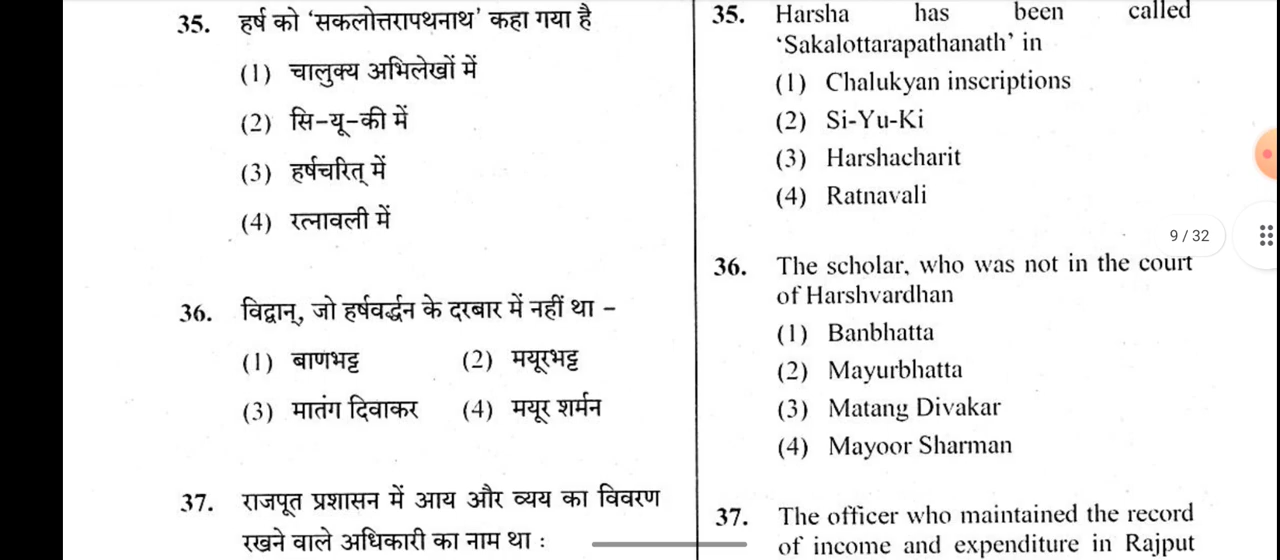 35. हर्ष को ‘सकलोत्तरापथनाथ’ कहा गया है
(1) चालुक्य अभिलेखों में
(2) सि-यू-की में
(3) हर्षचरित् में
(4) रत्नावली में
36. विद्वान्, जो हर्षवर्द्धन के दरबार में नहीं था –
(1) बाणभट्ट (2) मयूरभट्ट
(3) मातंग दिवाकर (4) मयूर शर्मन
37. राजपूत प्रशासन में आय और व्यय का विवरण
रखने वाले अधिकारी का नाम था :
35. Harsha has been called
‘Sakalottarapathanath’ in
(1) Chalukyan inscriptions
(2) Si-Yu-Ki
(3) Harshacharit
(4) Ratnavali
9 / 32
36. The scholar, who was not in the court
of Harshvardhan
(1) Banbhatta
(2) Mayurbhatta
(3) Matang Divakar
(4) Mayoor Sharman
37. The officer who maintained the record
of income and expenditure in Rajput